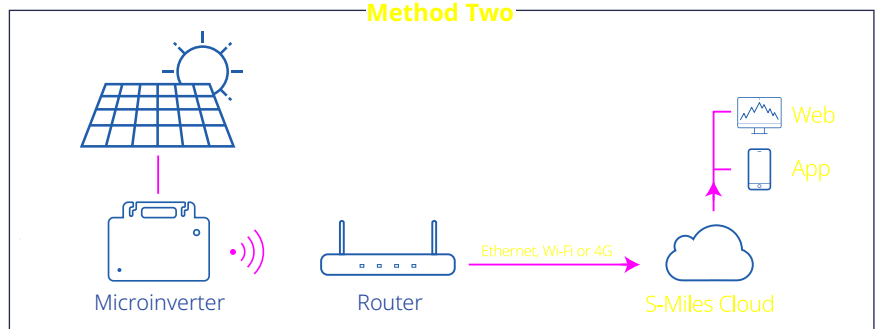 Method Two
Web
App
Ethernet, Wi-Fi or 4G
Microinverter
Router
S-Miles Cloud